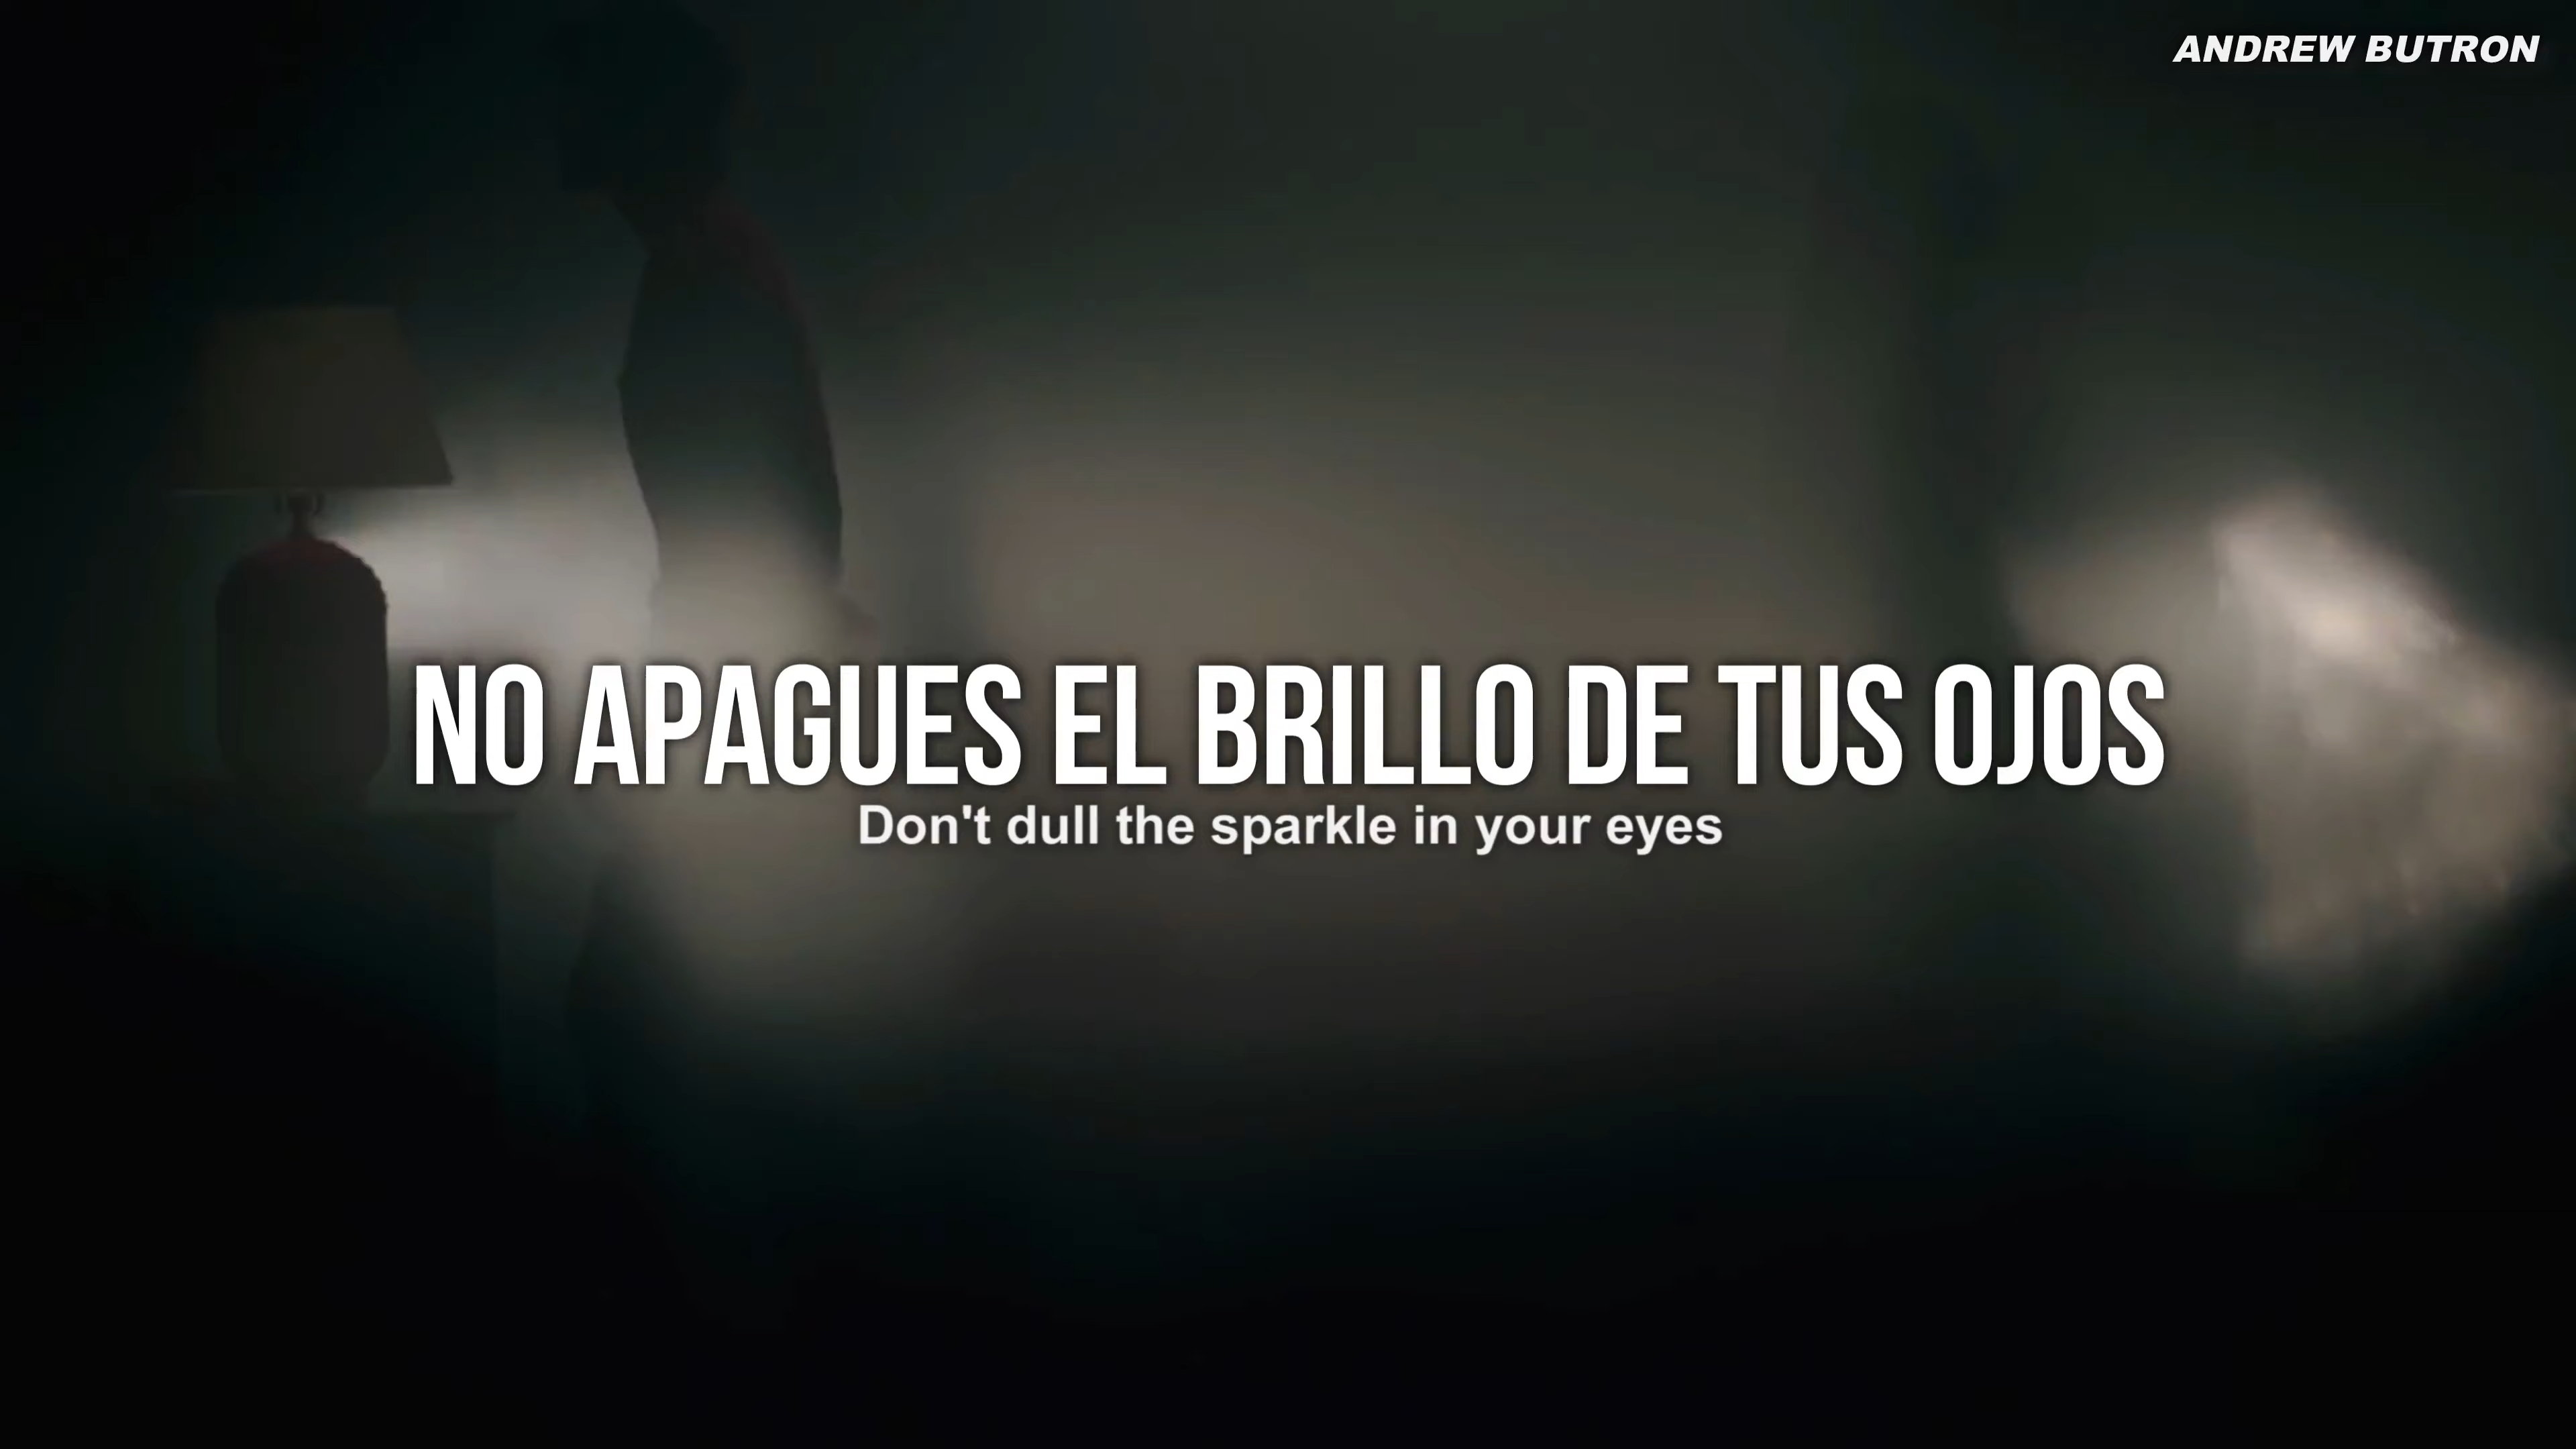 ANDREW BUTRON
NO APAGUES EL BRILLO DE TUS OJOS
Don't dull the sparkle in your eyes